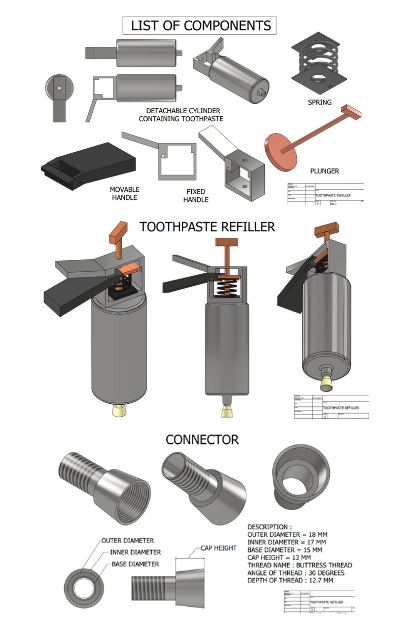 LIST OF COMPONENTS
DETACHABLE CYLINDER
CONTAINING TOOTHPASTE
SPRING
MOVABLE
HANDLE
FIXED
HANDLE
PLUNGER
TOOTHPASTE REFILLER
TOOTHPASTE REFILLER
TOOTHPASTE REFILLER
CONNECTOR
OUTER DIAMETER
INNER DIAMETER
BASE DIAMETER
CAP HEIGHT
DESCRIPTION :
OUTER DIAMETER = 18 MM
INNER DIAMETER = 17 MM
BASE DIAMETER = 15 MM
CAP HEIGHT = 13 MM
THREAD NAME : BUTTRESS THREAD
ANGLE OF THREAD : 30 DEGREES
DEPTH OF THREAD : 12.7 MM
TOOTHPASTE REFILLER